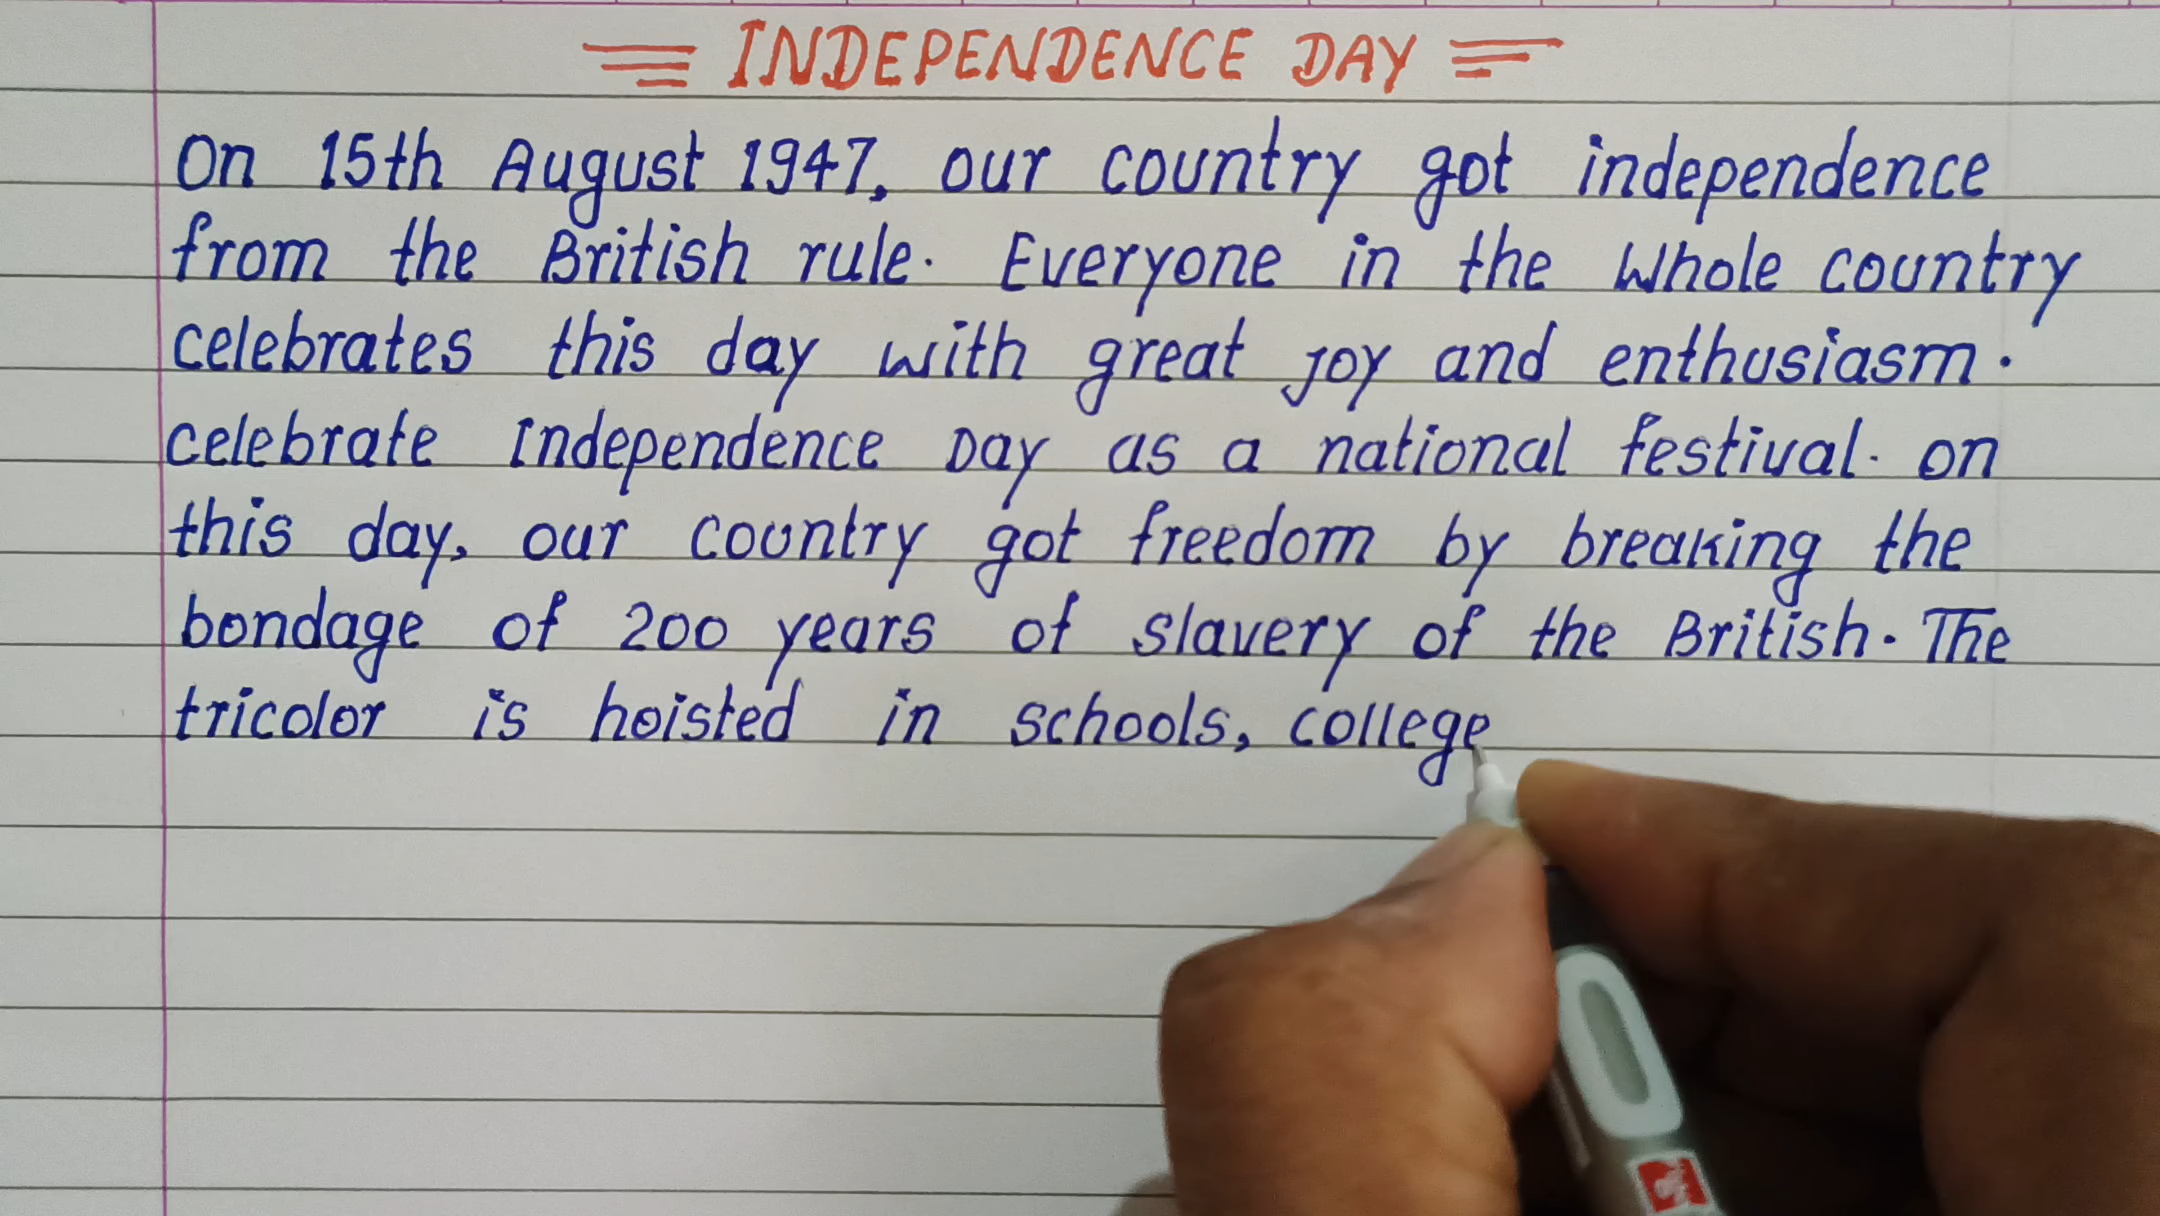 INDEPENDENCE DAY
On 15th August 1947, our country got independence
from the British rule. Everyone in the Whole country
celebrates this day with great joy and enthusiasm.
celebrate Independence Day as a national festival. on
this day, our country got freedom by breaking the
bondage of 200 years of slavery of the British. The
tricolor is hoisted in schools, college